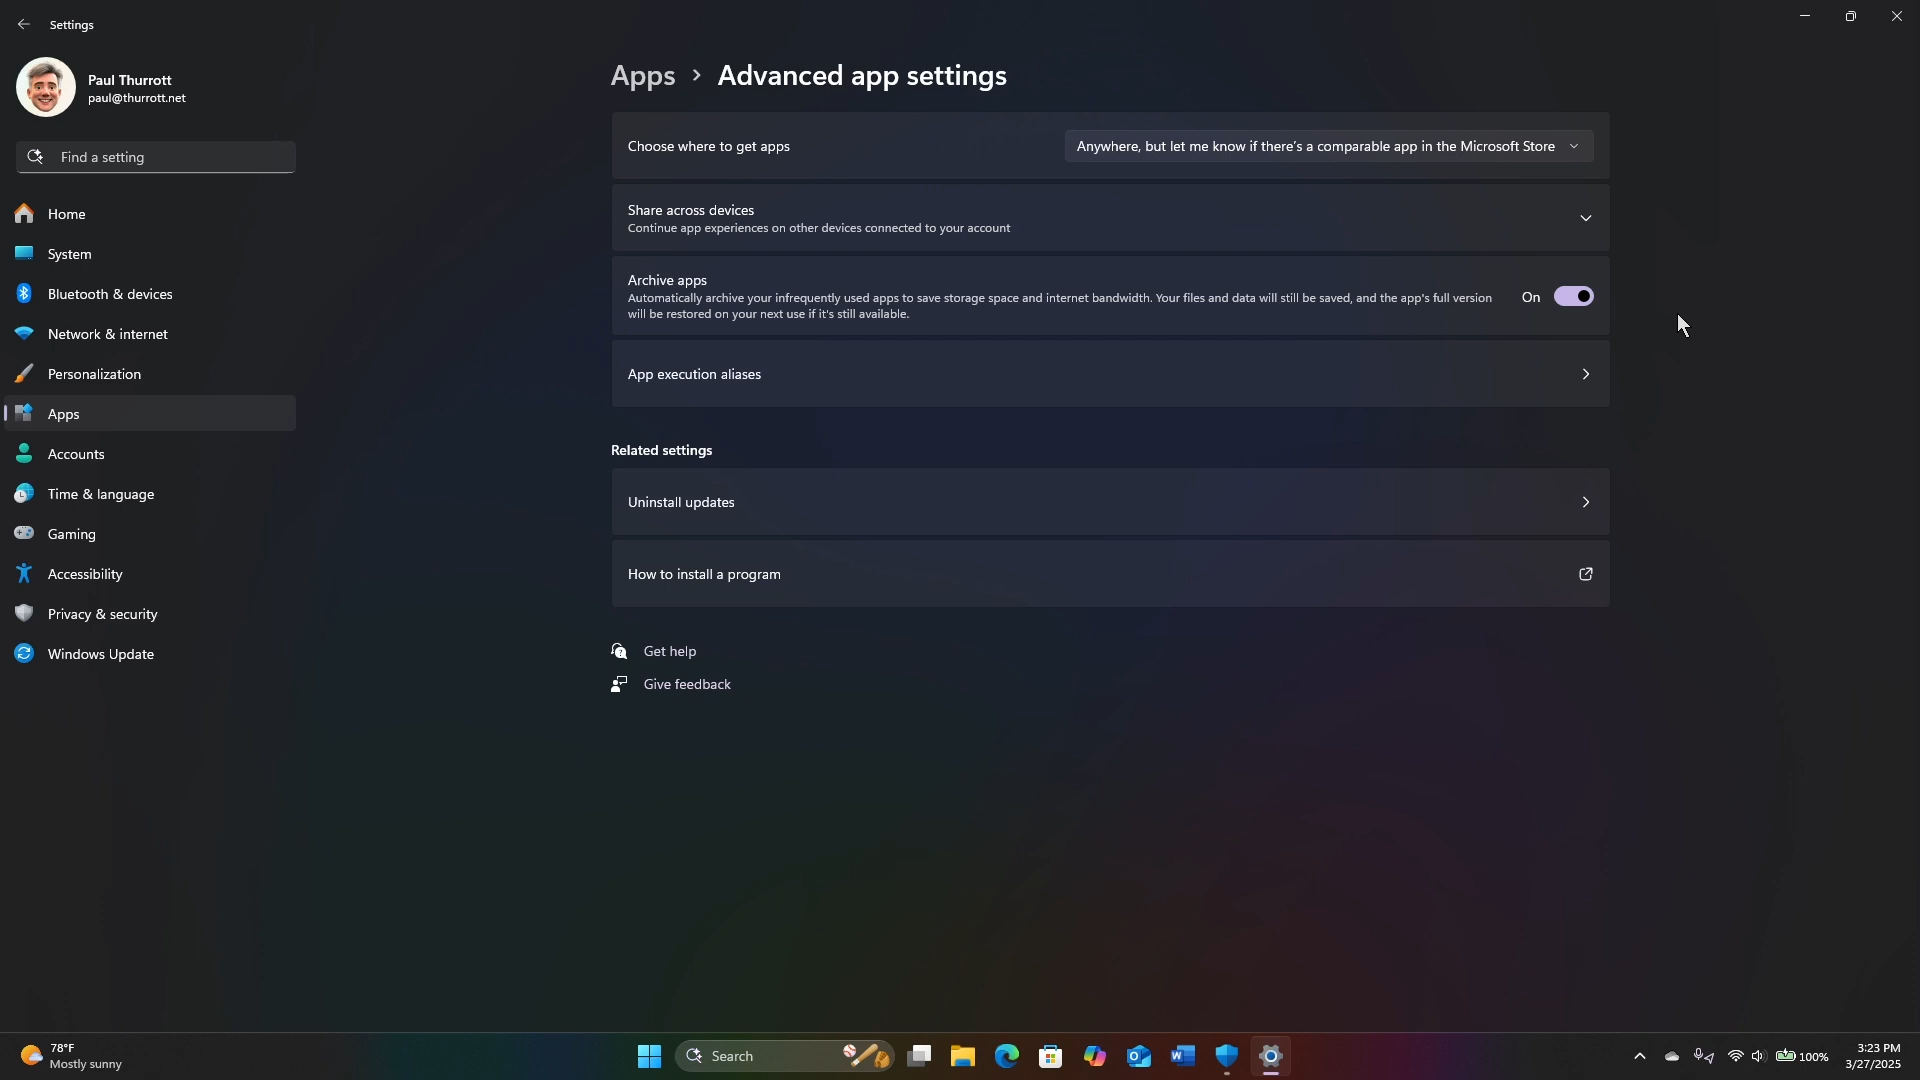 Settings
Paul Thurrott
paul@thurrott.net
Find a setting
Home
System
Bluetooth & devices
Network & internet
Personalization
Apps
Accounts
Time & language
Gaming
Accessibility
Privacy & security
Windows Update
Apps > Advanced app settings
Choose where to get apps
Anywhere, but let me know if there's a comparable app in the Microsoft Store
Share across devices
Continue app experiences on other devices connected to your account
Archive apps
Automatically archive your infrequently used apps to save storage space and internet bandwidth. Your files and data will still be saved, and the app's full version
will be restored on your next use if it's still available.
On
App execution aliases
Related settings
Uninstall updates
How to install a program
Get help
Give feedback
78°F
Mostly sunny
Search
100%
3:23 PM
3/27/2025